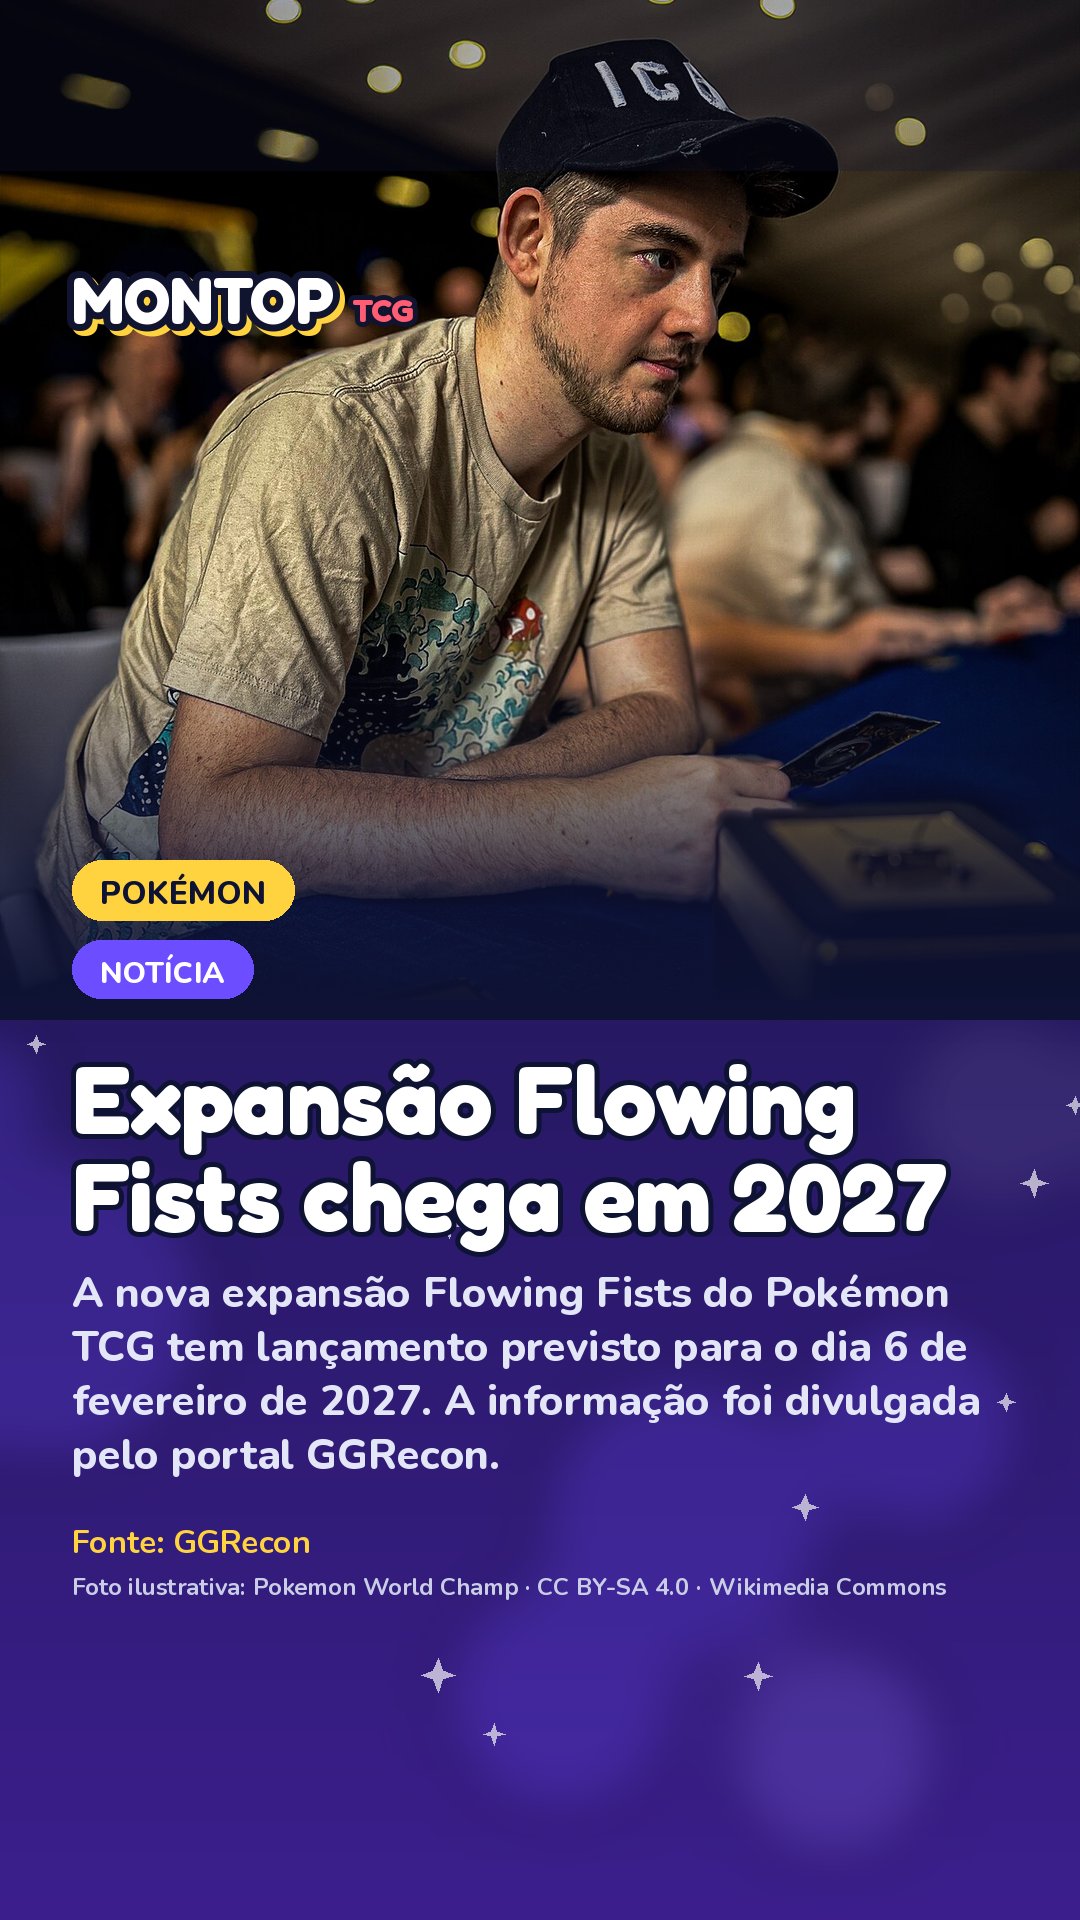 IC
MONTOP TCG
POKÉMON
NOTÍCIA
Expansão Flowing
Fists chega em 2027
A nova expansão Flowing Fists do Pokémon
TCG tem lançamento previsto para o dia 6 de
fevereiro de 2027. A informação foi divulgada
pelo portal GGRecon.
Fonte: GGRecon
Foto ilustrativa: Pokemon World Champ · CC BY-SA 4.0 · Wikimedia Commons